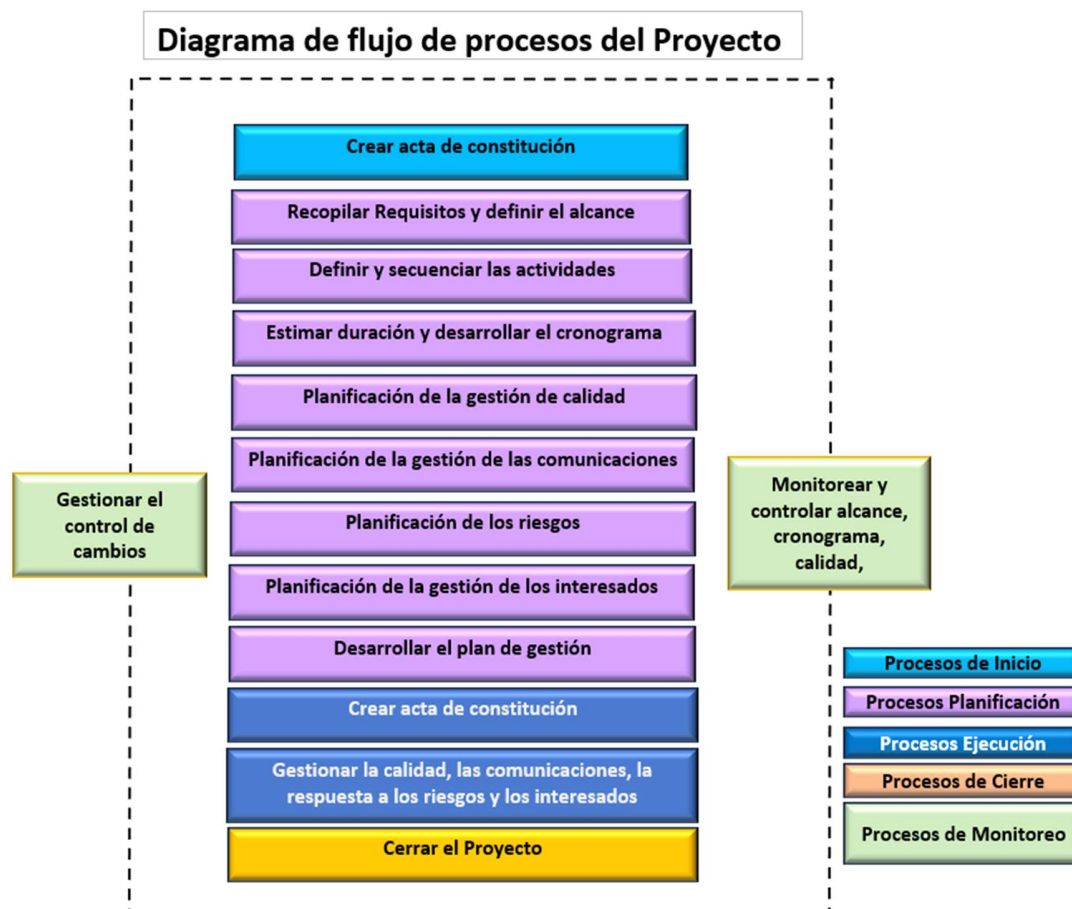 Diagrama de flujo de procesos del Proyecto
Crear acta de constitución
Recopilar Requisitos y definir el alcance
Definir y secuenciar las actividades
Estimar duración y desarrollar el cronograma
Planificación de la gestión de calidad
Planificación de la gestión de las comunicaciones
Planificación de los riesgos
Planificación de la gestión de los interesados
Desarrollar el plan de gestión
Crear acta de constitución
Gestionar la calidad, las comunicaciones, la
respuesta a los riesgos y los interesados
Cerrar el Proyecto
Gestionar el
control de
cambios
Monitorear y
controlar alcance,
cronograma,
calidad,
Procesos de Inicio
Procesos Planificación
Procesos Ejecución
Procesos de Cierre
Procesos de Monitoreo